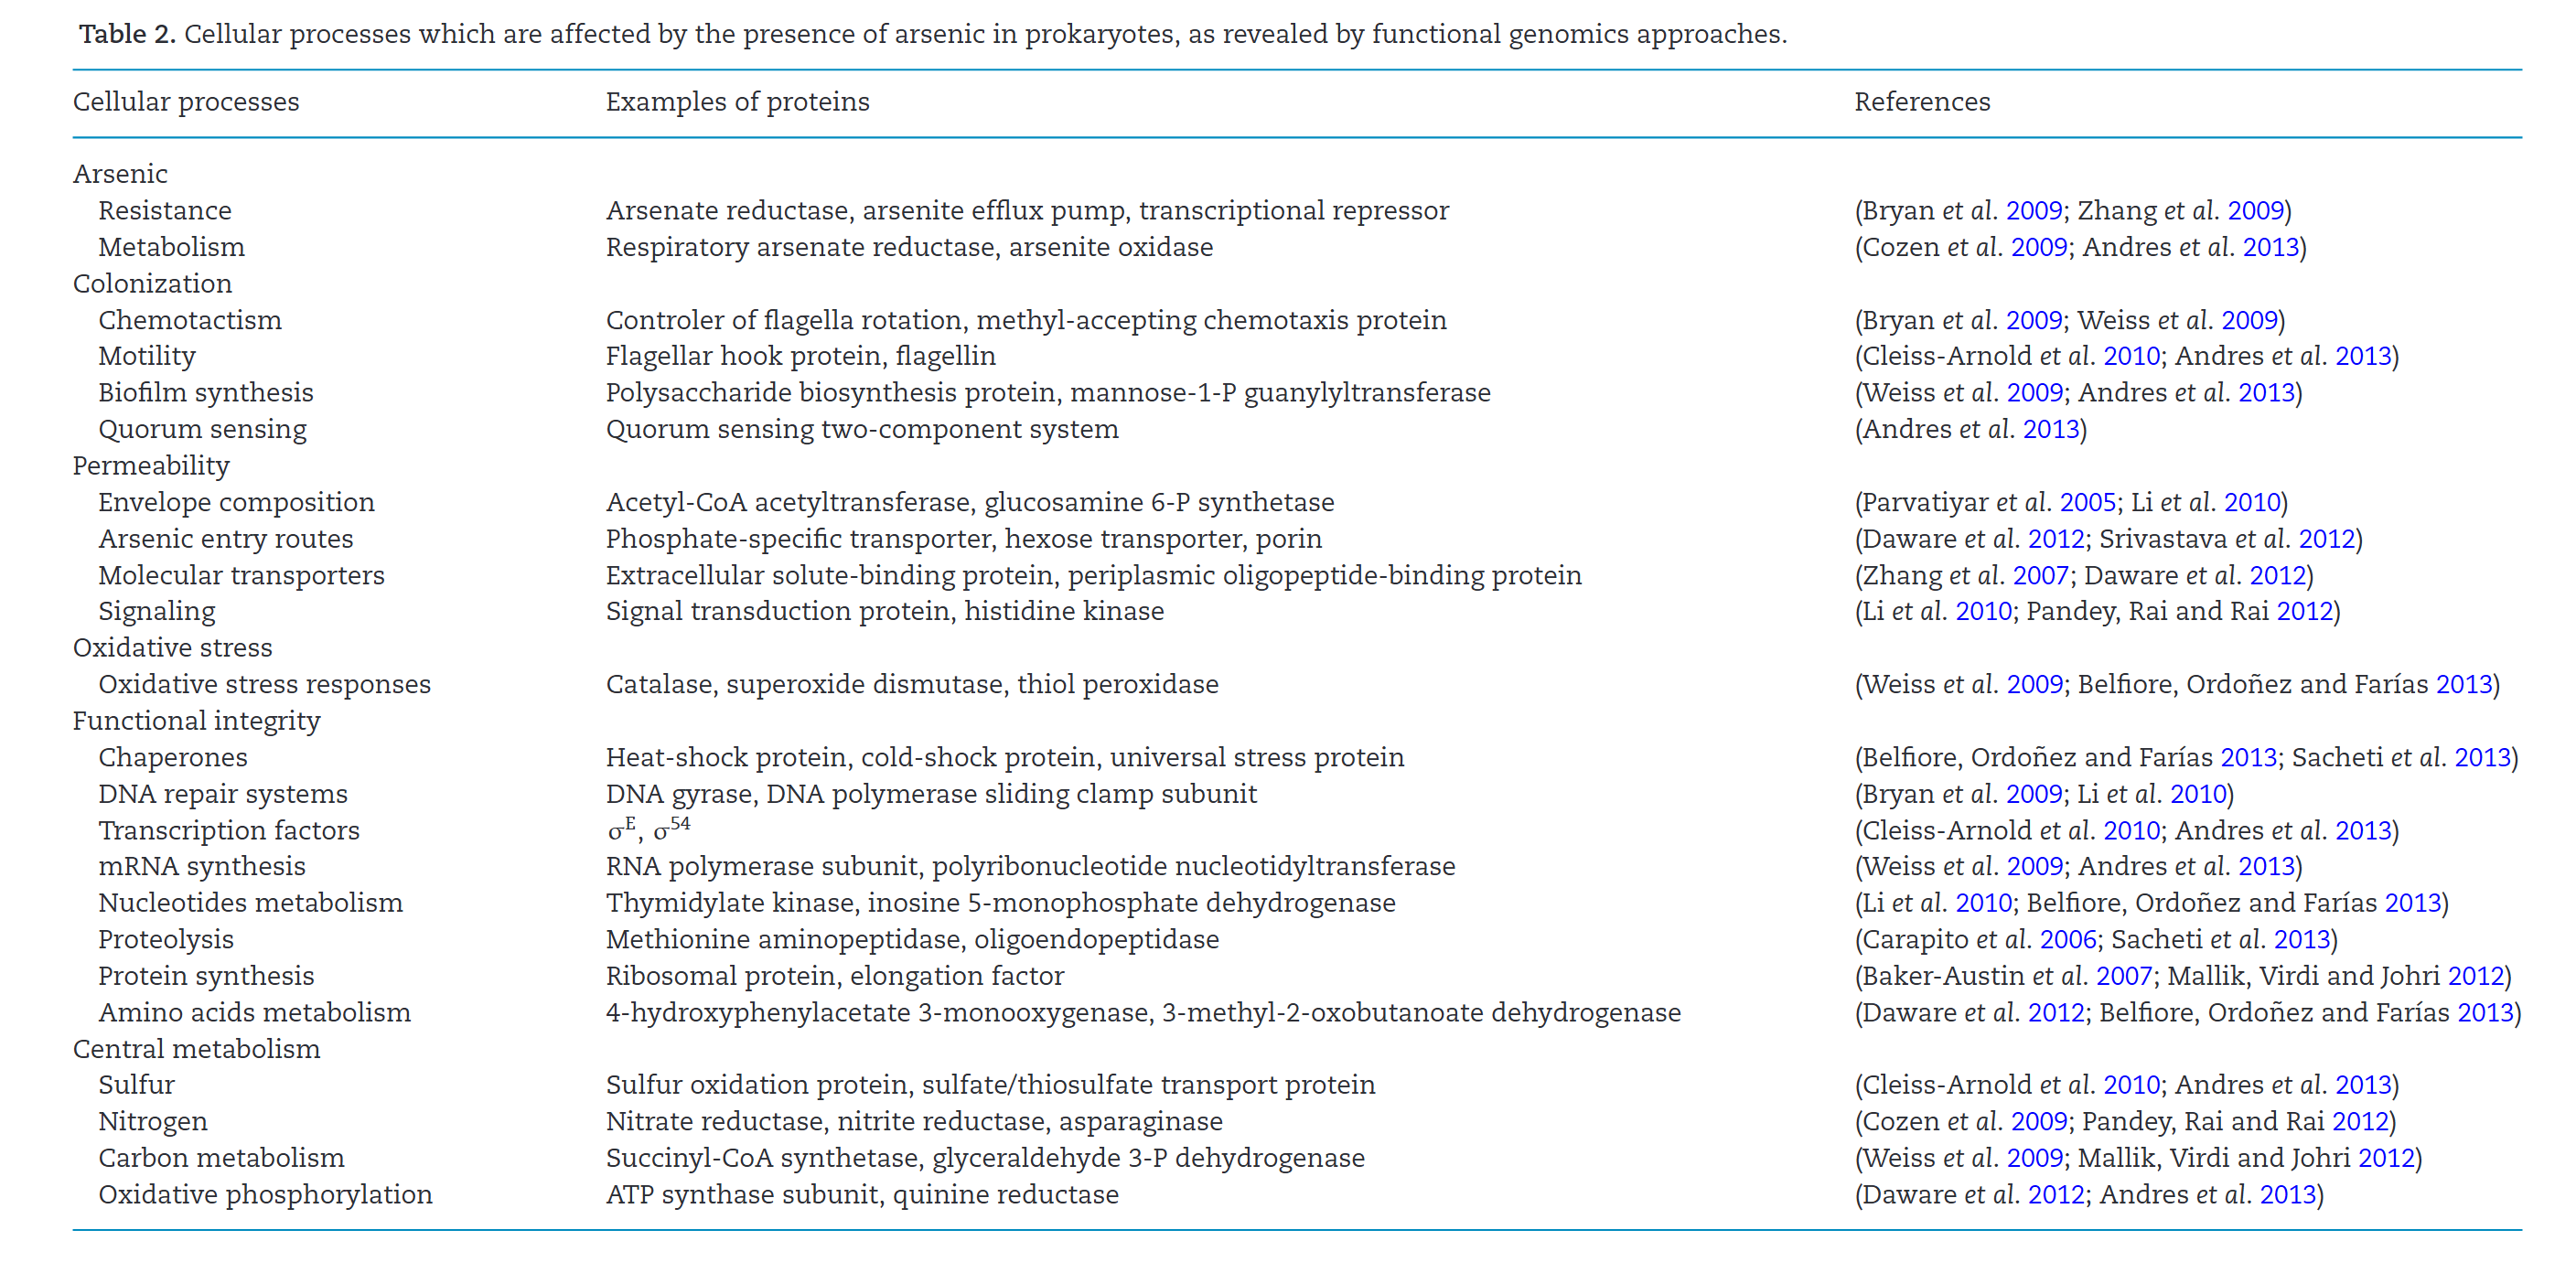 Table 2. Cellular processes which are affected by the presence of arsenic in prokaryotes, as revealed by functional genomics approaches.
Cellular processes Examples of proteins References
Arsenic
Resistance Arsenate reductase, arsenite efflux pump, transcriptional repressor (Bryan et al. 2009; Zhang et al. 2009)
Metabolism Respiratory arsenate reductase, arsenite oxidase (Cozen et al. 2009; Andres et al. 2013)
Colonization
Chemotactism Controler of flagella rotation, methyl-accepting chemotaxis protein (Bryan et al. 2009; Weiss et al. 2009)
Motility Flagellar hook protein, flagellin (Cleiss-Arnold et al. 2010; Andres et al. 2013)
Biofilm synthesis Polysaccharide biosynthesis protein, mannose-1-P guanylyltransferase (Weiss et al. 2009; Andres et al. 2013)
Quorum sensing Quorum sensing two-component system (Andres et al. 2013)
Permeability
Envelope composition Acetyl-CoA acetyltransferase, glucosamine 6-P synthetase (Parvatiyar et al. 2005; Li et al. 2010)
Arsenic entry routes Phosphate-specific transporter, hexose transporter, porin (Daware et al. 2012; Srivastava et al. 2012)
Molecular transporters Extracellular solute-binding protein, periplasmic oligopeptide-binding protein (Zhang et al. 2007; Daware et al. 2012)
Signaling Signal transduction protein, histidine kinase (Li et al. 2010; Pandey, Rai and Rai 2012)
Oxidative stress
Oxidative stress responses Catalase, superoxide dismutase, thiol peroxidase (Weiss et al. 2009; Belfiore, Ordoñez and Farías 2013)
Functional integrity
Chaperones Heat-shock protein, cold-shock protein, universal stress protein (Belfiore, Ordoñez and Farías 2013; Sacheti et al. 2013)
DNA repair systems DNA gyrase, DNA polymerase sliding clamp subunit (Bryan et al. 2009; Li et al. 2010)
Transcription factors σᴱ, σ⁵⁴ (Cleiss-Arnold et al. 2010; Andres et al. 2013)
mRNA synthesis RNA polymerase subunit, polyribonucleotide nucleotidyltransferase (Weiss et al. 2009; Andres et al. 2013)
Nucleotides metabolism Thymidylate kinase, inosine 5-monophosphate dehydrogenase (Li et al. 2010; Belfiore, Ordoñez and Farías 2013)
Proteolysis Methionine aminopeptidase, oligoendopeptidase (Carapito et al. 2006; Sacheti et al. 2013)
Protein synthesis Ribosomal protein, elongation factor (Baker-Austin et al. 2007; Mallik, Virdi and Johri 2012)
Amino acids metabolism 4-hydroxyphenylacetate 3-monooxygenase, 3-methyl-2-oxobutanoate dehydrogenase (Daware et al. 2012; Belfiore, Ordoñez and Farías 2013)
Central metabolism
Sulfur Sulfur oxidation protein, sulfate/thiosulfate transport protein (Cleiss-Arnold et al. 2010; Andres et al. 2013)
Nitrogen Nitrate reductase, nitrite reductase, asparaginase (Cozen et al. 2009; Pandey, Rai and Rai 2012)
Carbon metabolism Succinyl-CoA synthetase, glyceraldehyde 3-P dehydrogenase (Weiss et al. 2009; Mallik, Virdi and Johri 2012)
Oxidative phosphorylation ATP synthase subunit, quinine reductase (Daware et al. 2012; Andres et al. 2013)